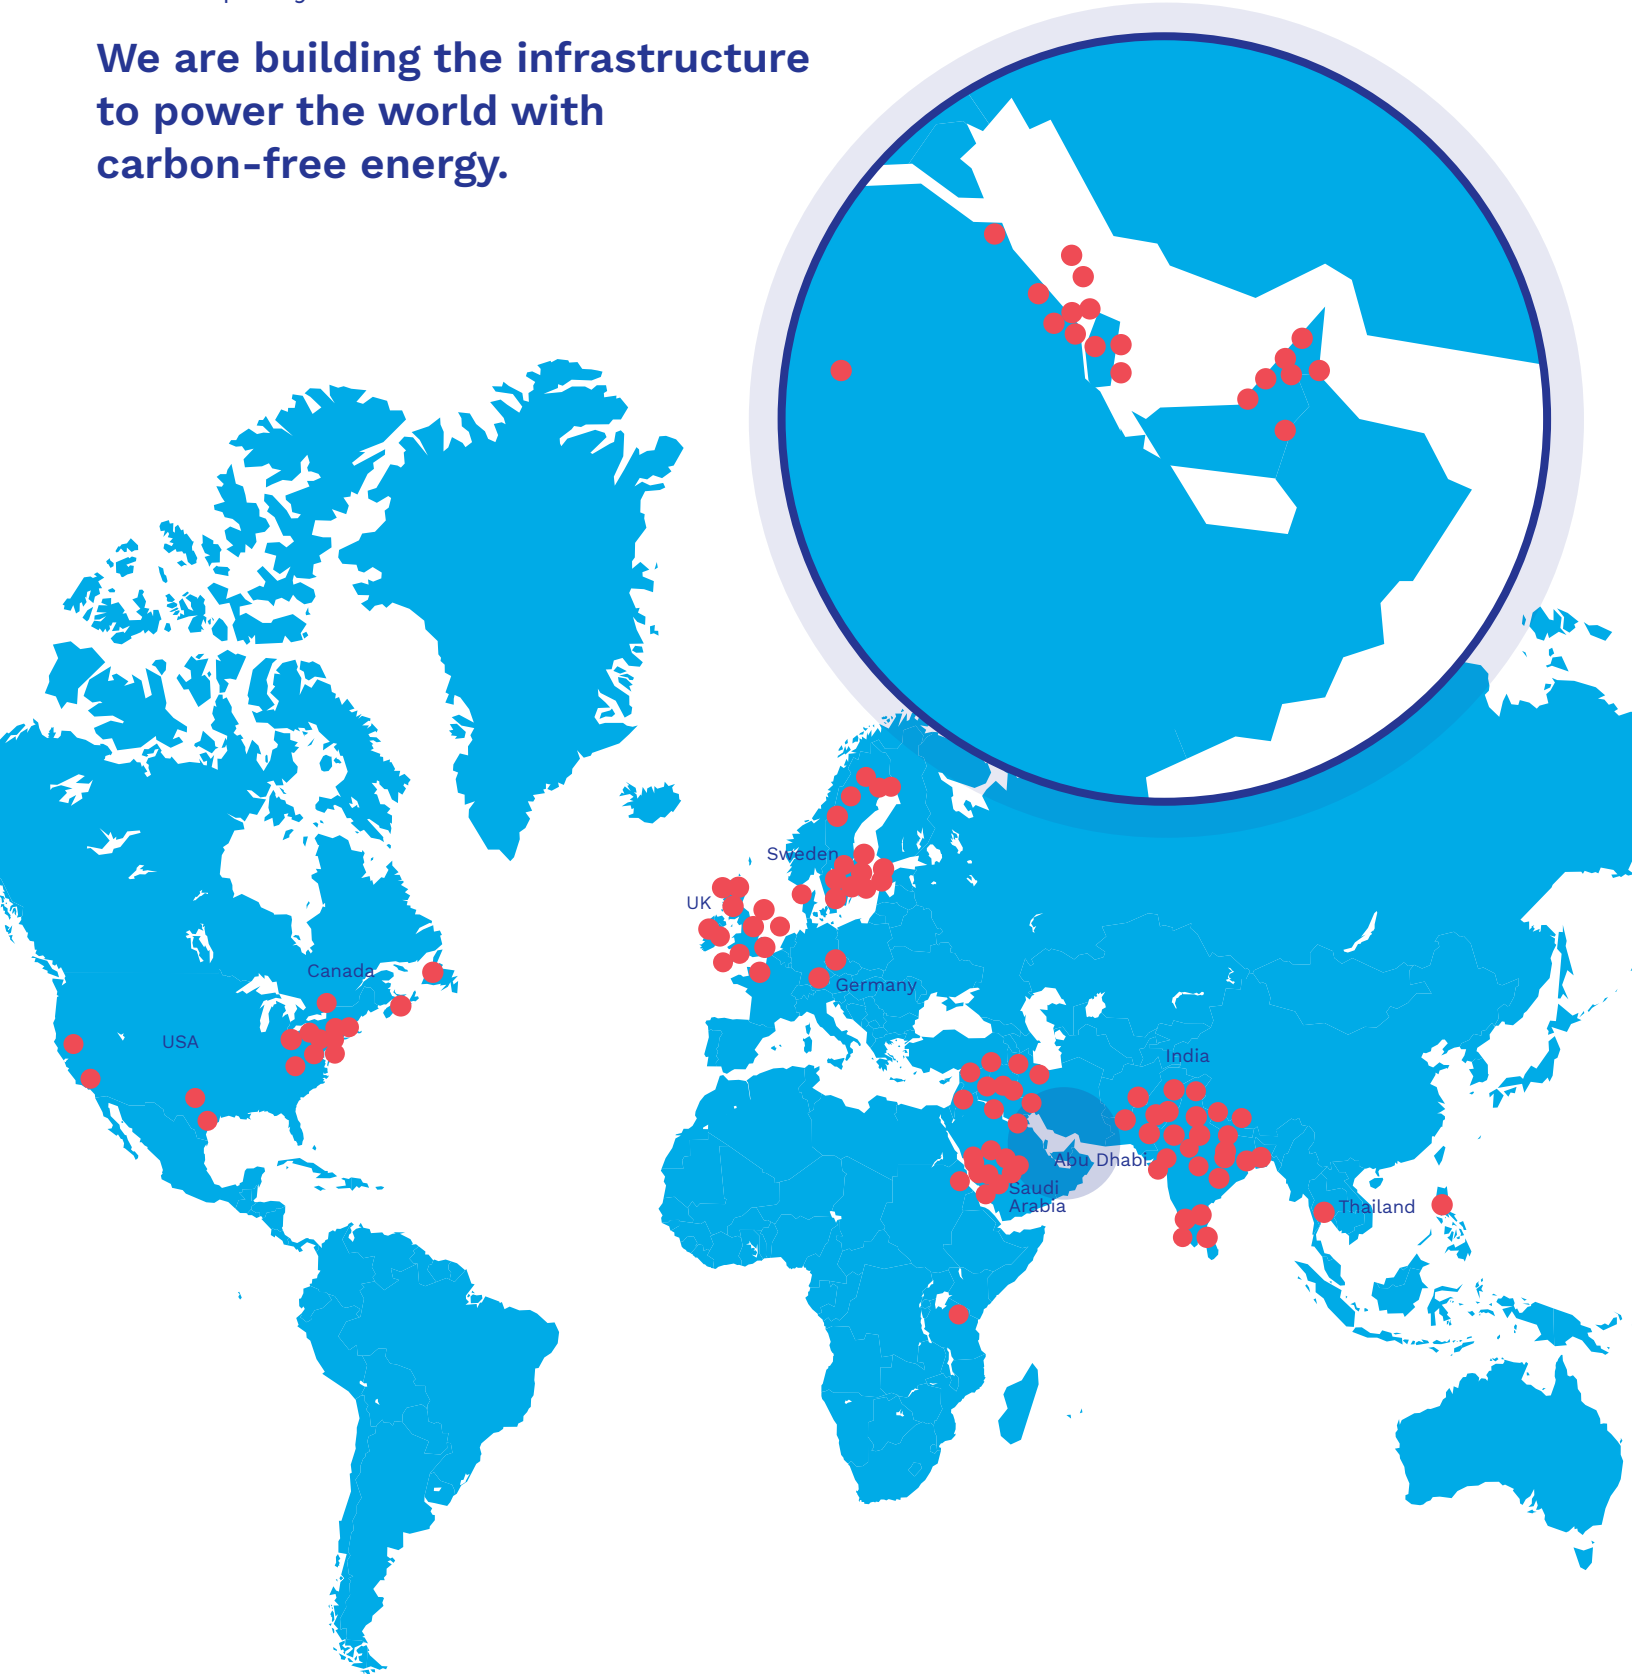 We are building the infrastructure
to power the world with
carbon-free energy.
Sweden
UK
Canada
Germany
USA
India
Abu Dhabi
Saudi
Arabia
Thailand